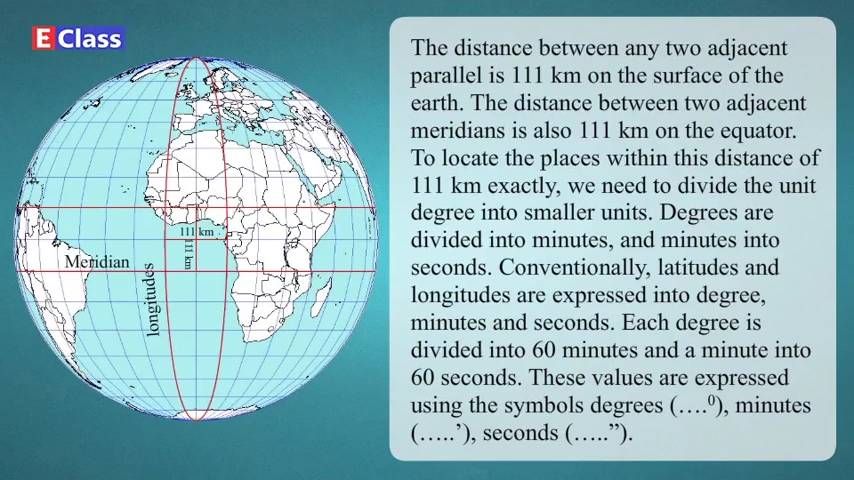 E Class
The distance between any two adjacent
parallel is 111 km on the surface of the
earth. The distance between two adjacent
meridians is also 111 km on the equator.
To locate the places within this distance of
111 km exactly, we need to divide the unit
degree into smaller units. Degrees are
divided into minutes, and minutes into
seconds. Conventionally, latitudes and
longitudes are expressed into degree,
minutes and seconds. Each degree is
divided into 60 minutes and a minute into
60 seconds. These values are expressed
using the symbols degrees (….⁰), minutes
(…..’), seconds (…..”).
111 km
111 km
Meridian
longitudes